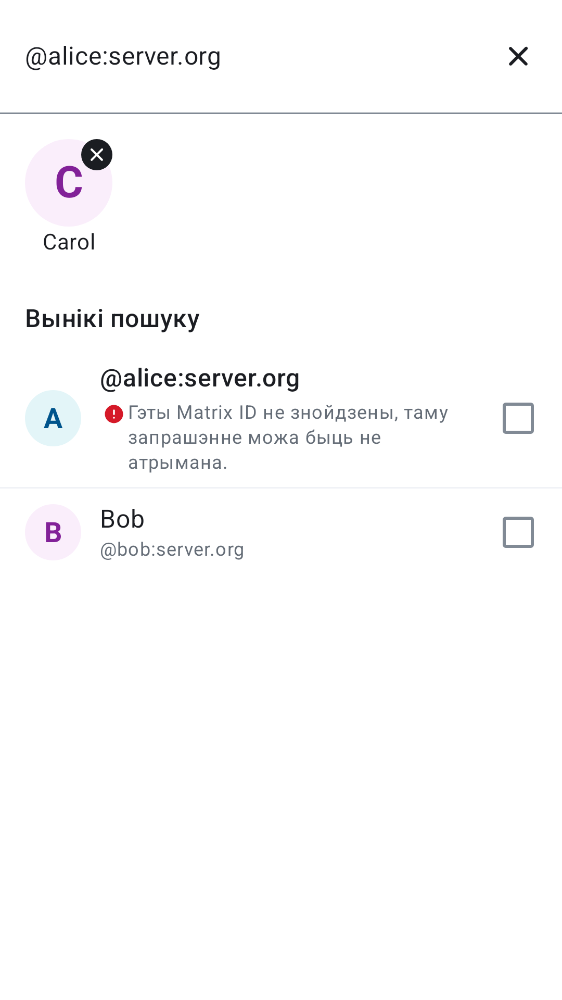 @alice:server.org
C
Carol
Вынікі пошуку
@alice:server.org
A
Гэты Matrix ID не знойдзены, таму
запрашэнне можа быць не
атрымана.
Bob
B
@bob:server.org